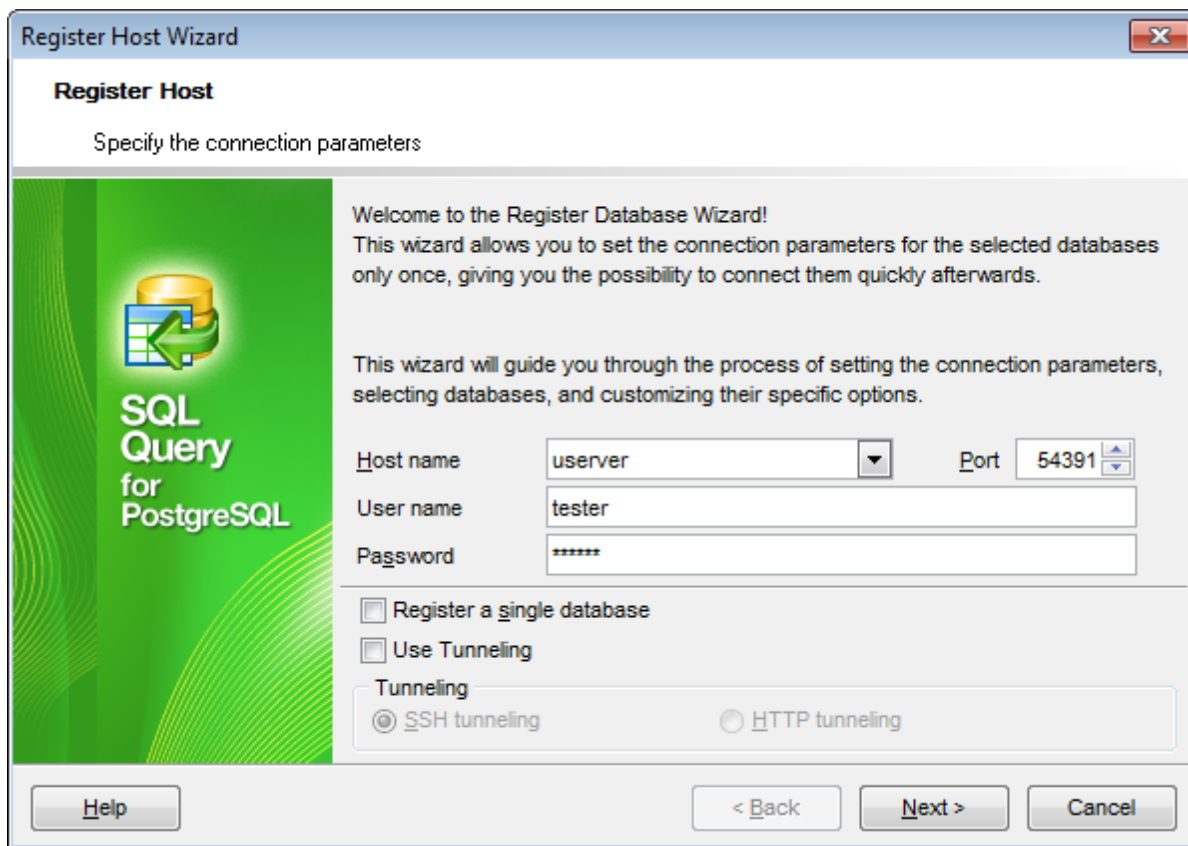 Register Host Wizard
Register Host
Specify the connection parameters
Welcome to the Register Database Wizard!
This wizard allows you to set the connection parameters for the selected databases
only once, giving you the possibility to connect them quickly afterwards.
This wizard will guide you through the process of setting the connection parameters,
selecting databases, and customizing their specific options.
SQL
Query
for
PostgreSQL
Host name userver Port 54391
User name tester
Password ******
Register a single database
Use Tunneling
Tunneling
SSH tunneling HTTP tunneling
Help < Back Next > Cancel